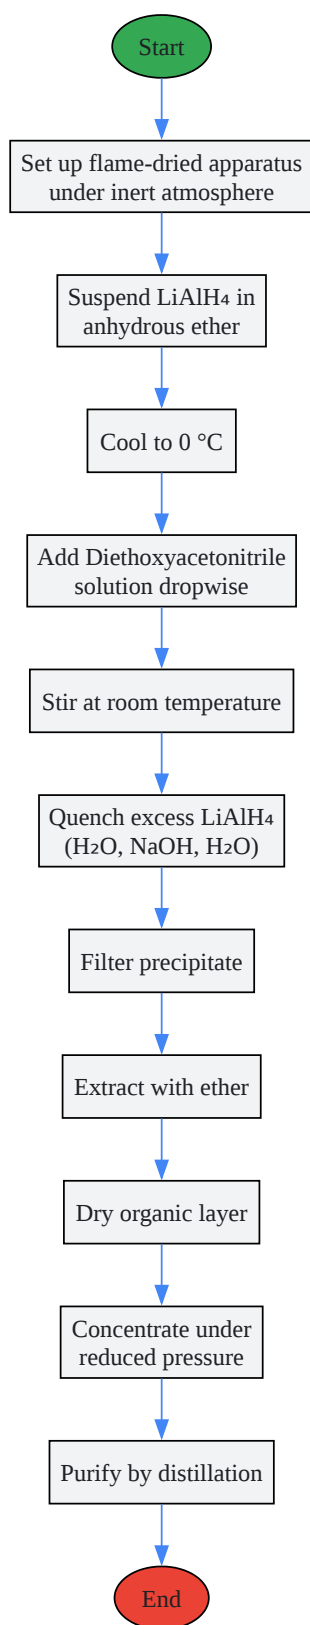 Start
Set up flame-dried apparatus
under inert atmosphere
Suspend LiAlH₄ in
anhydrous ether
Cool to 0 °C
Add Diethoxyacetonitrile
solution dropwise
Stir at room temperature
Quench excess LiAlH₄
(H₂O, NaOH, H₂O)
Filter precipitate
Extract with ether
Dry organic layer
Concentrate under
reduced pressure
Purify by distillation
End